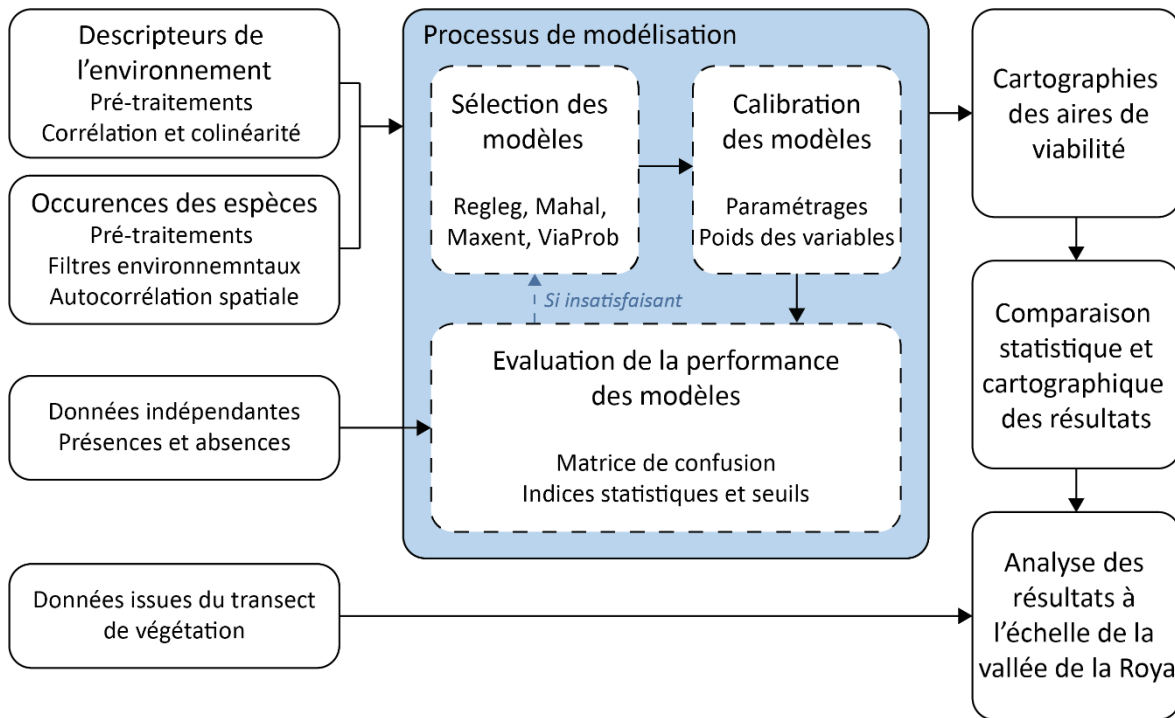 Descripteurs de
l'environnement
Pré-traitements
Corrélation et colinéarité
Occurences des espèces
Pré-traitements
Filtres environnemntaux
Autocorrélation spatiale
Données indépendantes
Présences et absences
Données issues du transect
de végétation
Processus de modélisation
Sélection des
modèles
Regleg, Mahal,
Maxent, ViaProb
Calibration
des modèles
Paramétrages
Poids des variables
Si insatisfaisant
Evaluation de la performance
des modèles
Matrice de confusion
Indices statistiques et seuils
Cartographies
des aires de
viabilité
Comparaison
statistique et
cartographique
des résultats
Analyse des
résultats à
l'échelle de la
vallée de la Roya